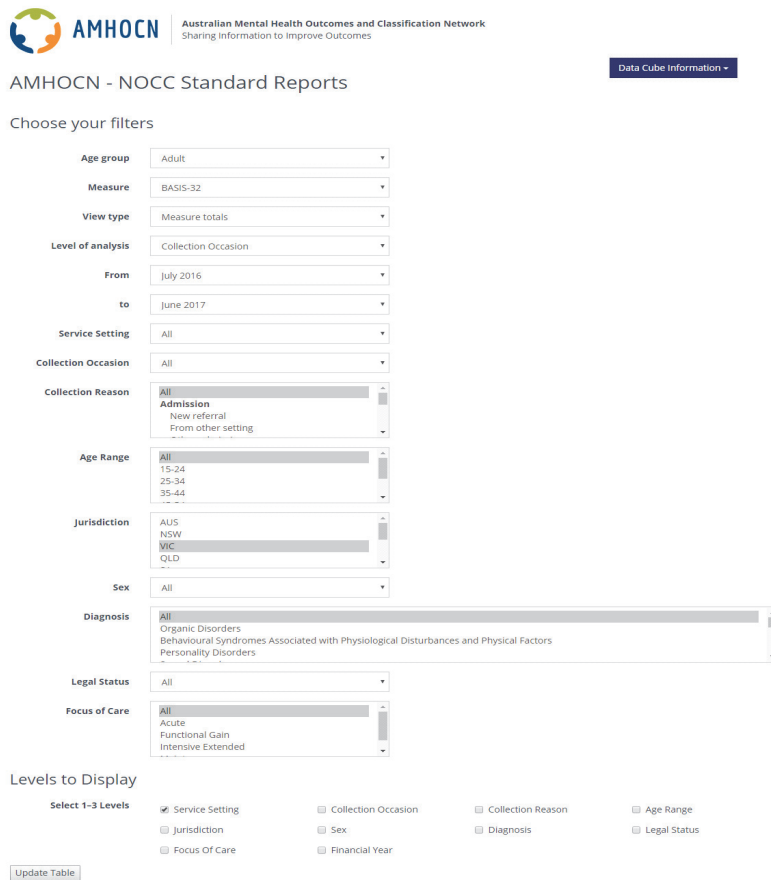 AMHOCN
Australian Mental Health Outcomes and Classification Network
Sharing Information to Improve Outcomes
Data Cube Information
AMHOCN - NOCC Standard Reports
Choose your filters
Age group Adult
Measure BASIS-32
View type Measure totals
Level of analysis Collection Occasion
From July 2016
to June 2017
Service Setting All
Collection Occasion All
Collection Reason All
Admission
New referral
From other setting
Age Range All
15-24
25-34
35-44
Jurisdiction AUS
NSW
VIC
QLD
Sex All
Diagnosis All
Organic Disorders
Behavioural Syndromes Associated with Physiological Disturbances and Physical Factors
Personality Disorders
Legal Status All
Focus of Care All
Acute
Functional Gain
Intensive Extended
Levels to Display
Select 1–3 Levels Service Setting Collection Occasion Collection Reason Age Range
Jurisdiction Sex Diagnosis Legal Status
Focus Of Care Financial Year
Update Table